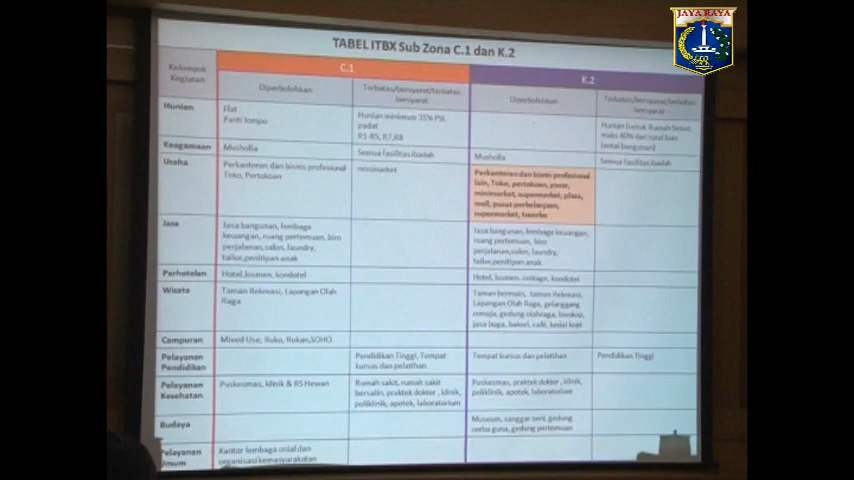 JAYA RAYA
TABEL ITBX Sub Zona C.1 dan K.2
Kelompok
Kegiatan
C.1
K.2
Diperbolehkan
Terbatas/bersyarat/terbatas
bersyarat
Diperbolehkan
Terbatas/bersyarat/terbatas
bersyarat
Hunian
Flat
Panti Jompo
Hunian minimum 35% PSL
padat
R1-R5, R7,R8
Hunian (untuk Rumah Susun
maks 40% dari total luas
lantai bangunan)
Keagamaan
Musholla
Semua fasilitas ibadah
Musholla
Semua fasilitas ibadah
Usaha
Perkantoran dan bisnis profesional
Toko, Pertokoan
minimarket
Perkantoran dan bisnis profesional
lain, Toko, pertokoan, pasar,
minimarket, supermarket, plaza,
mall, pusat perbelanjaan,
supermarket, toserba
Jasa
Jasa bangunan, lembaga
keuangan, ruang pertemuan, biro
perjalanan,salon, laundry,
tailor,penitipan anak
Jasa bangunan, lembaga keuangan,
ruang pertemuan, biro
perjalanan,salon, laundry,
tailor,penitipan anak
Perhotelan
Hotel,losmen, kondotel
Hotel, losmen, cottage, kondotel
Wisata
Taman Rekreasi, Lapangan Olah
Raga
Taman bermain, taman Rekreasi,
Lapangan Olah Raga, gelanggang
remaja, gedung olahraga, bioskop,
jasa boga, bakeri, café, kedai kopi
Campuran
Mixed Use, Ruko, Rukan,SOHO
Pelayanan
Pendidikan
Pendidikan Tinggi, Tempat
kursus dan pelatihan
Tempat kursus dan pelatihan
Pendidikan Tinggi
Pelayanan
Kesehatan
Puskesmas, klinik & RS Hewan
Rumah sakit, rumah sakit
bersalin, praktek dokter , klinik,
poliklinik, apotek, laboratorium
Puskesmas, praktek dokter , klinik,
poliklinik, apotek, laboratorium
Budaya
Museum, sanggar seni, gedung
serba guna, gedung pertemuan
Pelayanan
Umum
Kantor lembaga osial dan
organisasi kemasyarakatan